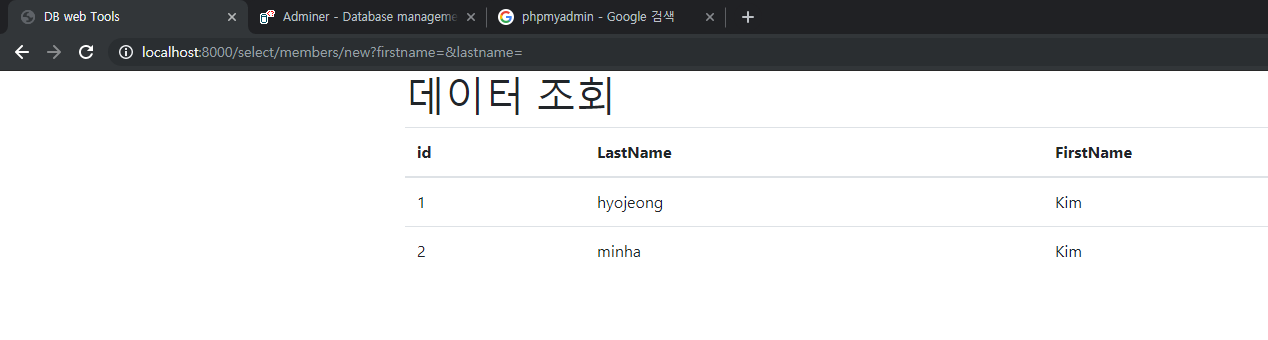 DB web Tools
Adminer - Database manageme
phpmyadmin - Google 검색
localhost:8000/select/members/new?firstname=&lastname=
데이터 조회
id LastName FirstName
1 hyojeong Kim
2 minha Kim